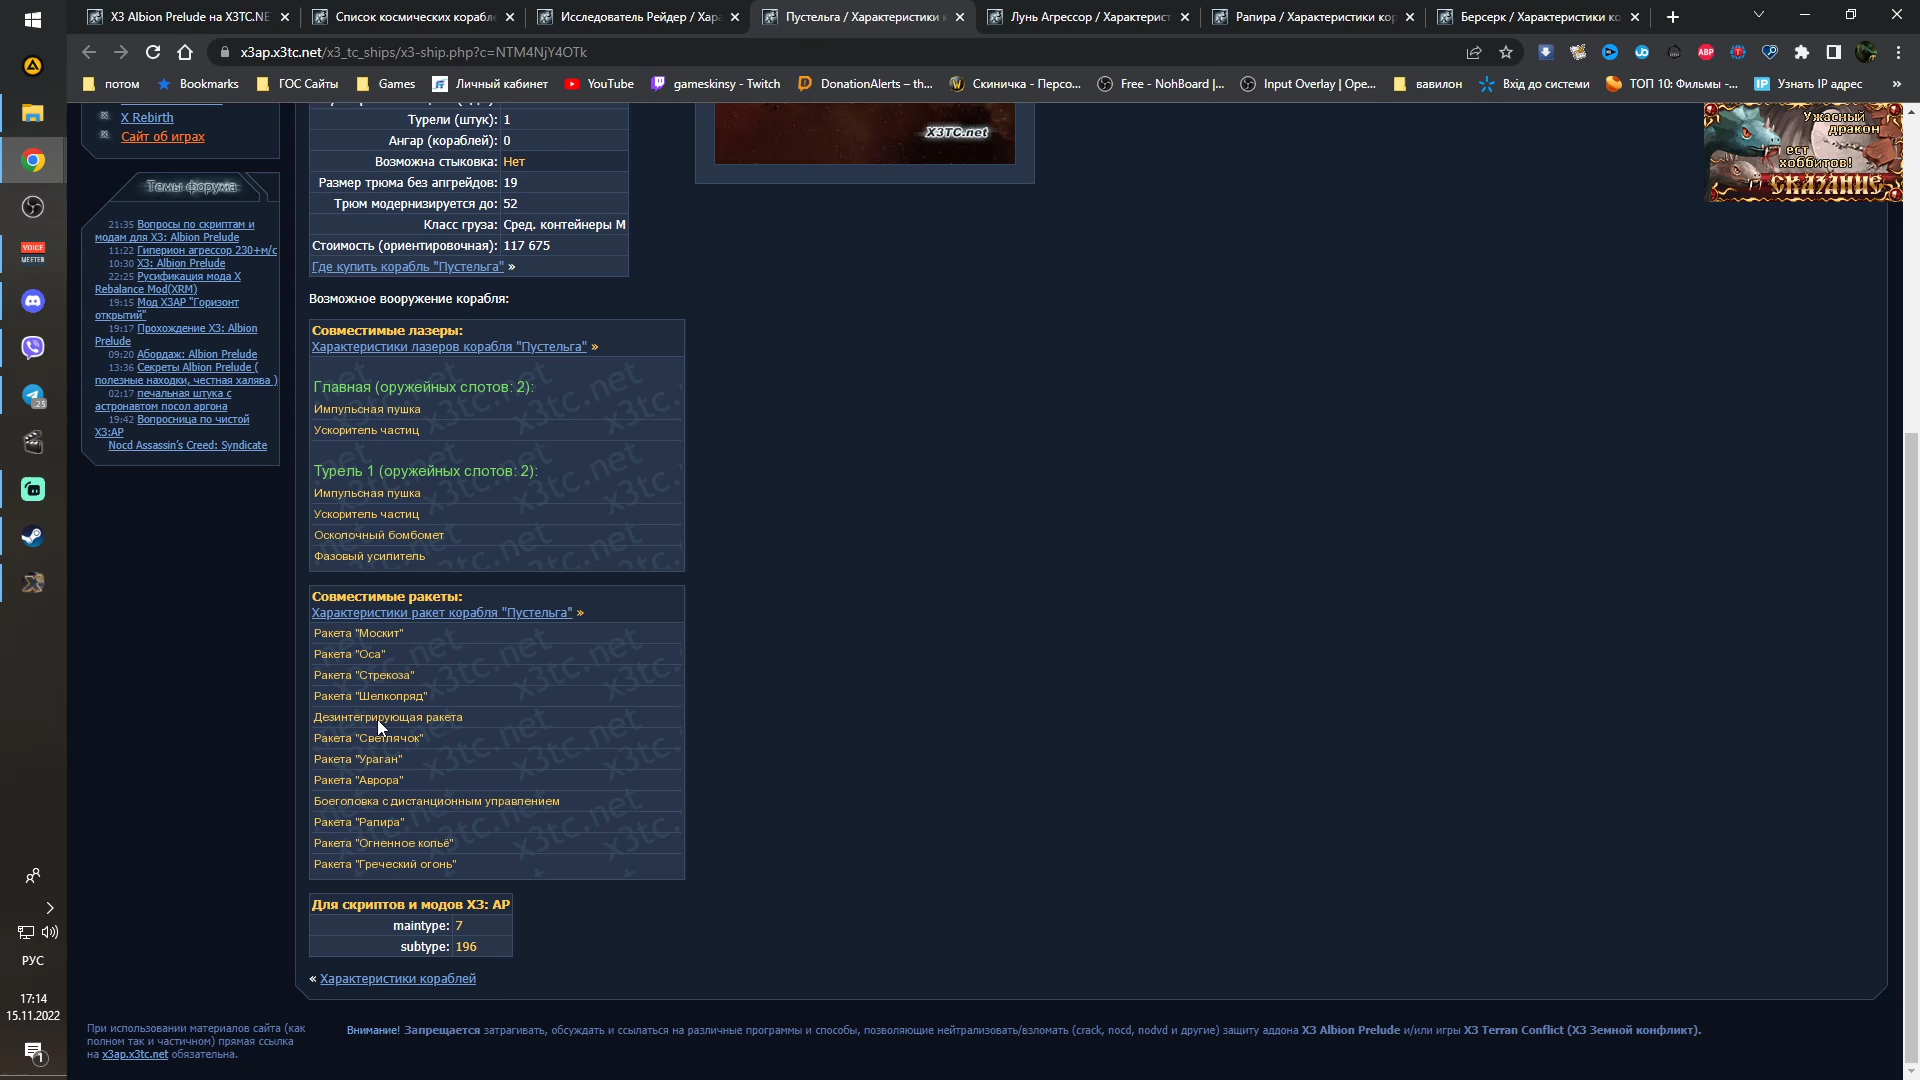 X3 Albion Prelude на X3TC.NE
Список космических корабле
Исследователь Рейдер / Хара
Пустельга / Характеристики к
Лунь Агрессор / Характерист
Рапира / Характеристики кор
Берсерк / Характеристики ко
x3ap.x3tc.net/x3_tc_ships/x3-ship.php?c=NTM4NjY4OTk
потом
Bookmarks
ГОС Сайты
Games
Личный кабинет
YouTube
gameskinsy - Twitch
DonationAlerts – th...
Скиничка - Персо...
Free - NohBoard |...
Input Overlay | Ope...
вавилон
Вхід до системи
ТОП 10: Фильмы -...
Узнать IP адрес
»
X Rebirth
Сайт об играх
Темы форума
21:35 Вопросы по скриптам и
модам для X3: Albion Prelude
11:22 Гиперион агрессор 230+м/с
10:30 X3: Albion Prelude
22:25 Русификация мода X
Rebalance Mod(XRM)
19:15 Мод X3AP "Горизонт
открытий"
19:17 Прохождение X3: Albion
Prelude
09:20 Абордаж: Albion Prelude
13:36 Секреты Albion Prelude (
полезные находки, честная халява )
02:17 печальная штука с
астронавтом посол аргона
19:42 Вопросница по чистой
X3:AP
Nocd Assassin's Creed: Syndicate
Турели (штук): 1
Ангар (кораблей): 0
Возможна стыковка: Нет
Размер трюма без апгрейдов: 19
Трюм модернизируется до: 52
Класс груза: Сред. контейнеры M
Стоимость (ориентировочная): 117 675
Где купить корабль "Пустельга" »
X3TC.net
Ужасный
дракон
ест
хоббитов!
СКАЗАНИЕ
Возможное вооружение корабля:
Совместимые лазеры:
Характеристики лазеров корабля "Пустельга" »
Главная (оружейных слотов: 2):
Импульсная пушка
Ускоритель частиц
Турель 1 (оружейных слотов: 2):
Импульсная пушка
Ускоритель частиц
Осколочный бомбомет
Фазовый усилитель
Совместимые ракеты:
Характеристики ракет корабля "Пустельга" »
Ракета "Москит"
Ракета "Оса"
Ракета "Стрекоза"
Ракета "Шелкопряд"
Дезинтегрирующая ракета
Ракета "Светлячок"
Ракета "Ураган"
Ракета "Аврора"
Боеголовка с дистанционным управлением
Ракета "Рапира"
Ракета "Огненное копьё"
Ракета "Греческий огонь"
Для скриптов и модов X3: AP
maintype: 7
subtype: 196
« Характеристики кораблей
При использовании материалов сайта (как
полном так и частичном) прямая ссылка
на x3ap.x3tc.net обязательна.
Внимание! Запрещается затрагивать, обсуждать и ссылаться на различные программы и способы, позволяющие нейтрализовать/взломать (crack, nocd, nodvd и другие) защиту аддона X3 Albion Prelude и/или игры X3 Terran Conflict (X3 Земной конфликт).
VOICE
MEETER
25
РУС
17:14
15.11.2022
1
ABP